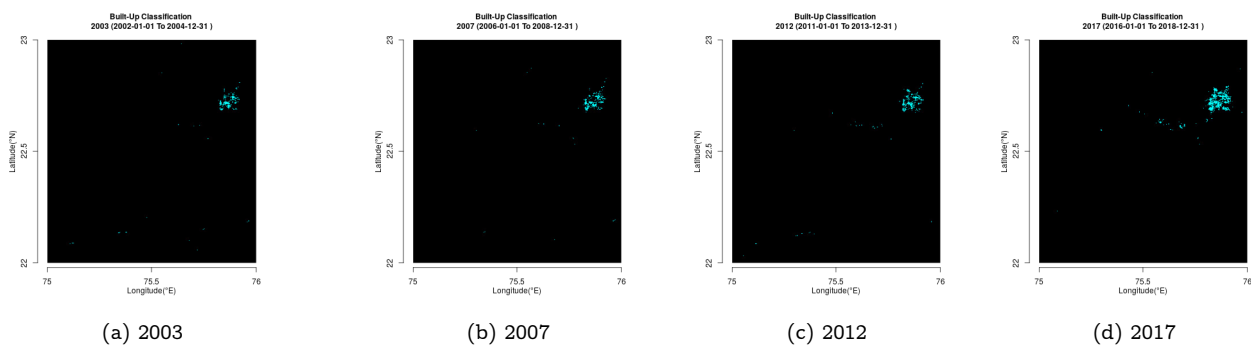 Built-Up Classification
2003 (2002-01-01 To 2004-12-31 )
23
22.5
22
Latitude(°N)
75
75.5
76
Longitude(°E)
(a) 2003
Built-Up Classification
2007 (2006-01-01 To 2008-12-31 )
23
22.5
22
Latitude(°N)
75
75.5
76
Longitude(°E)
(b) 2007
Built-Up Classification
2012 (2011-01-01 To 2013-12-31 )
23
22.5
22
Latitude(°N)
75
75.5
76
Longitude(°E)
(c) 2012
Built-Up Classification
2017 (2016-01-01 To 2018-12-31 )
23
22.5
22
Latitude(°N)
75
75.5
76
Longitude(°E)
(d) 2017